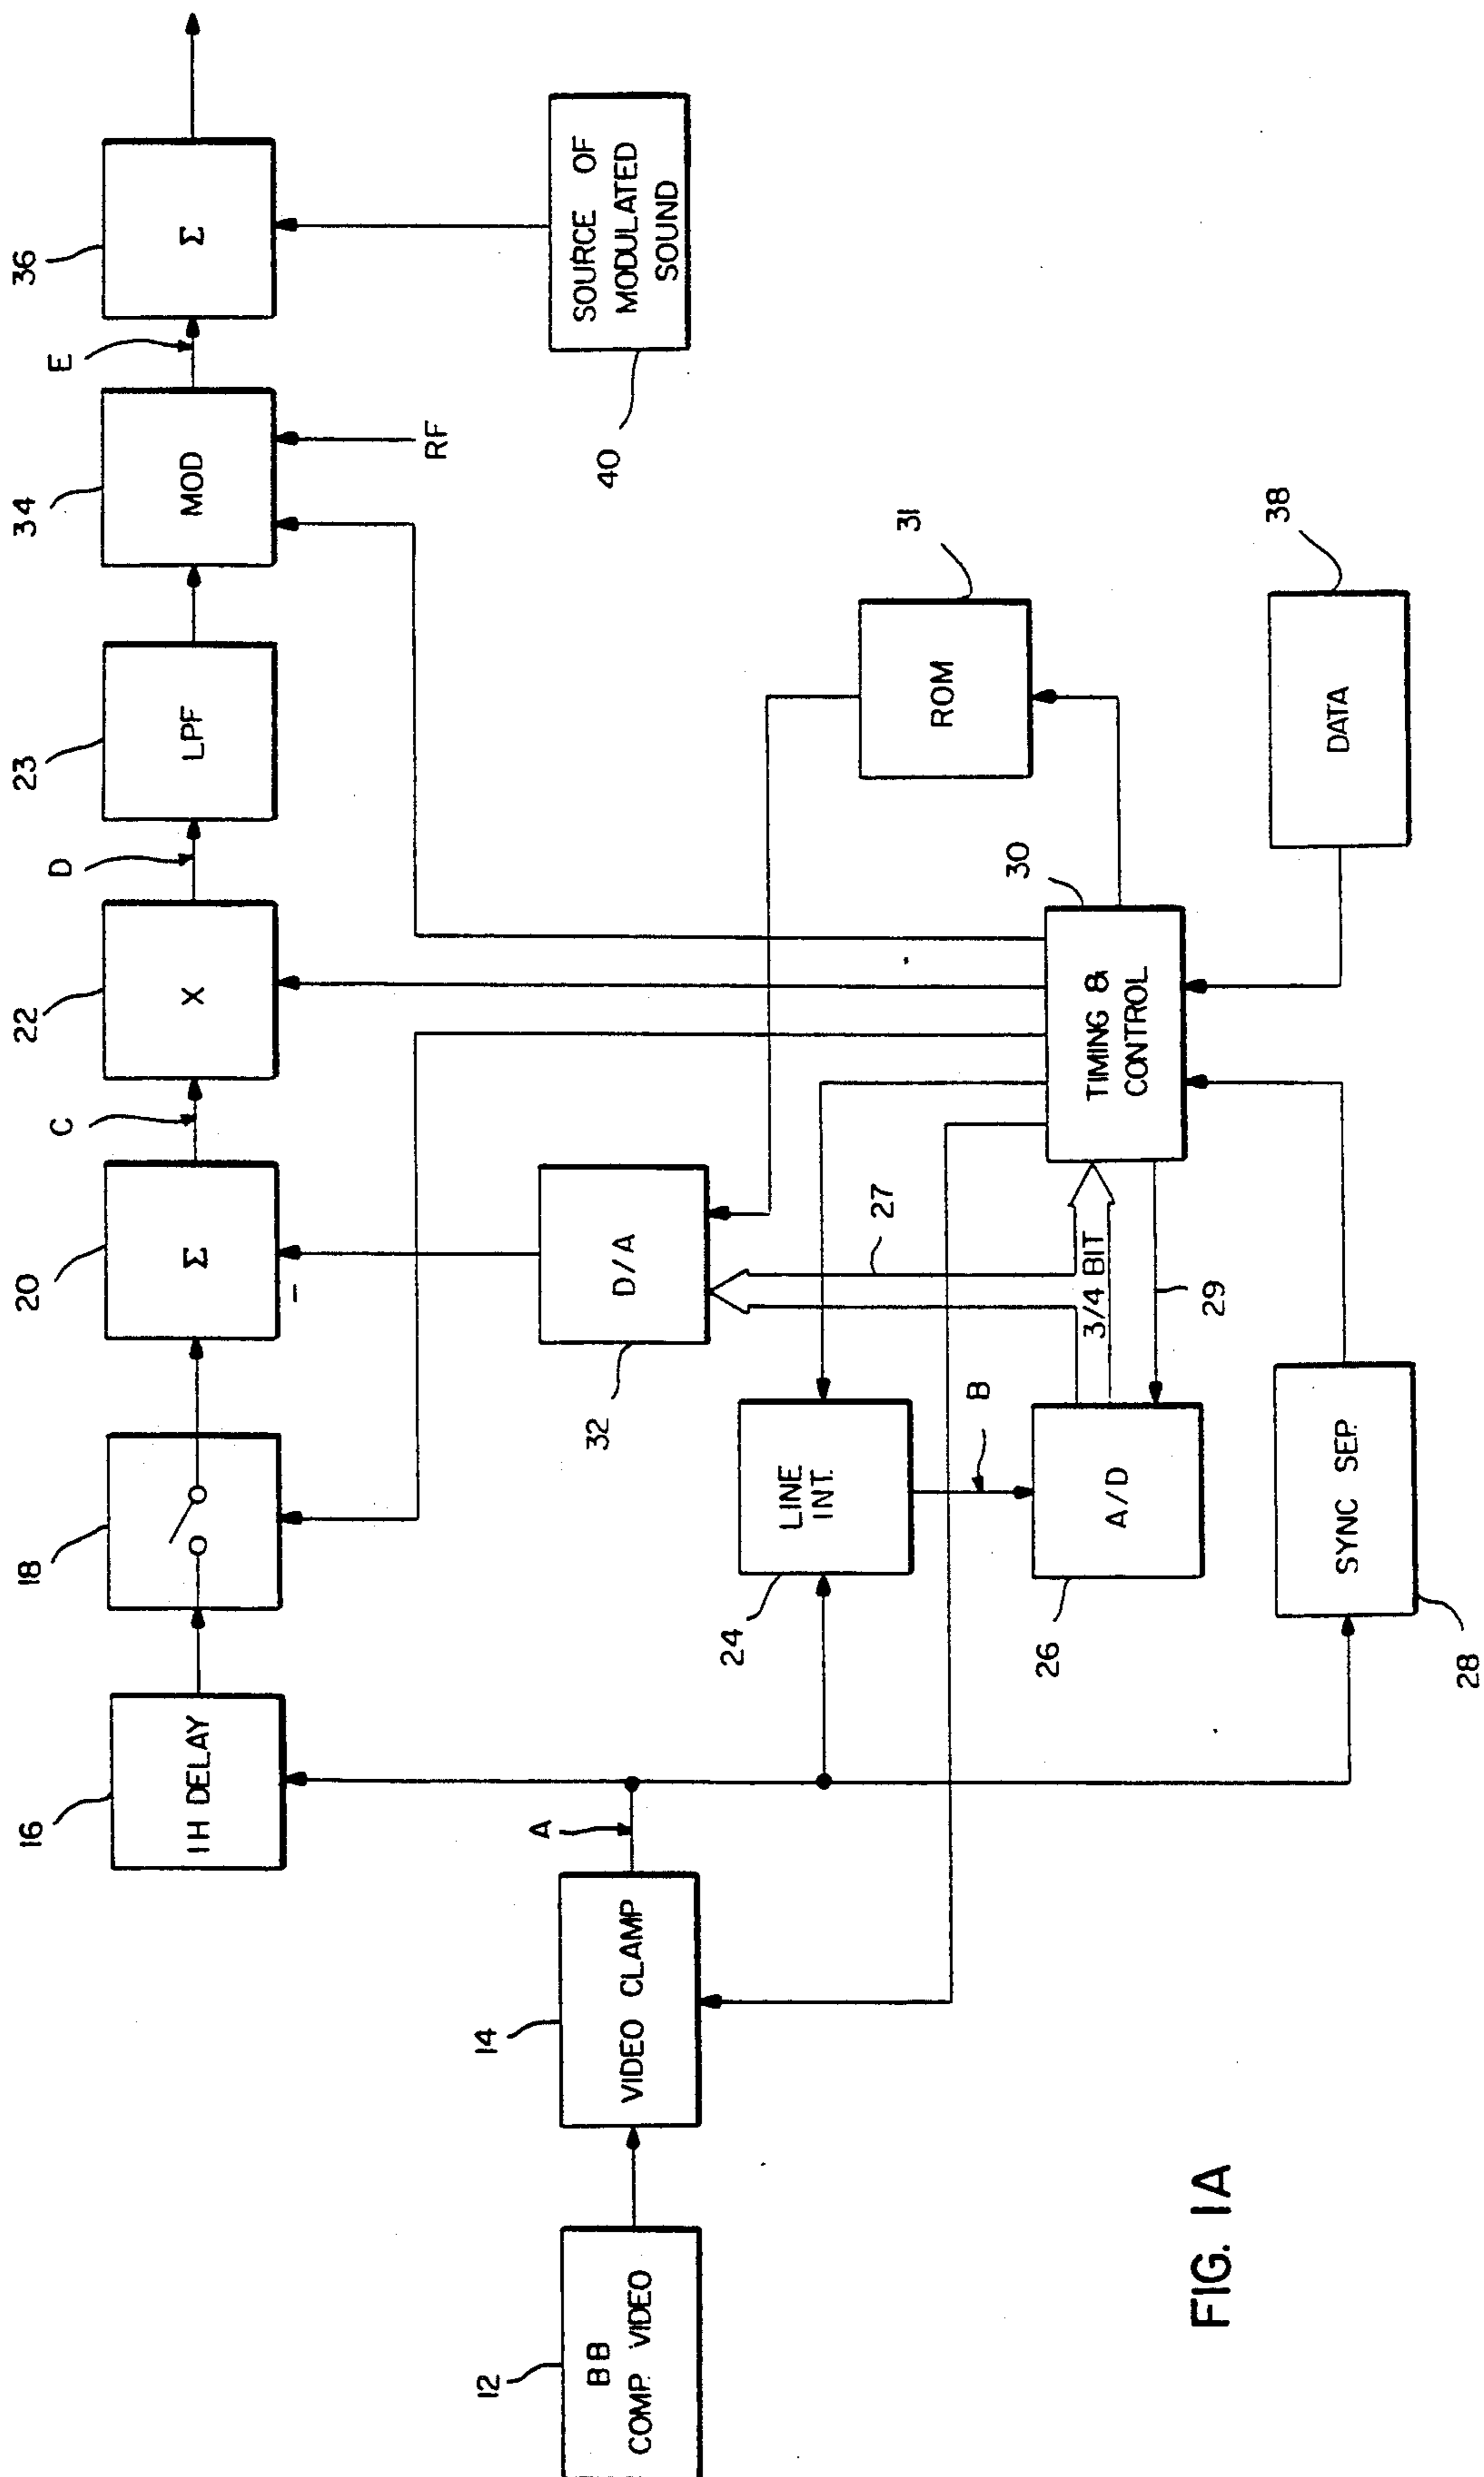 16
18
20
C
22
D
23
34
E
36
1H DELAY
Σ
X
LPF
MOD
Σ
–
RF
12
14
A
32
40
BB
COMP. VIDEO
VIDEO CLAMP
D/A
SOURCE OF
MODULATED
SOUND
24
LINE
INT.
B
27
31
ROM
26
A/D
3/4 BIT
29
30
TIMING &
CONTROL
38
28
SYNC SEP.
DATA
FIG. 1A